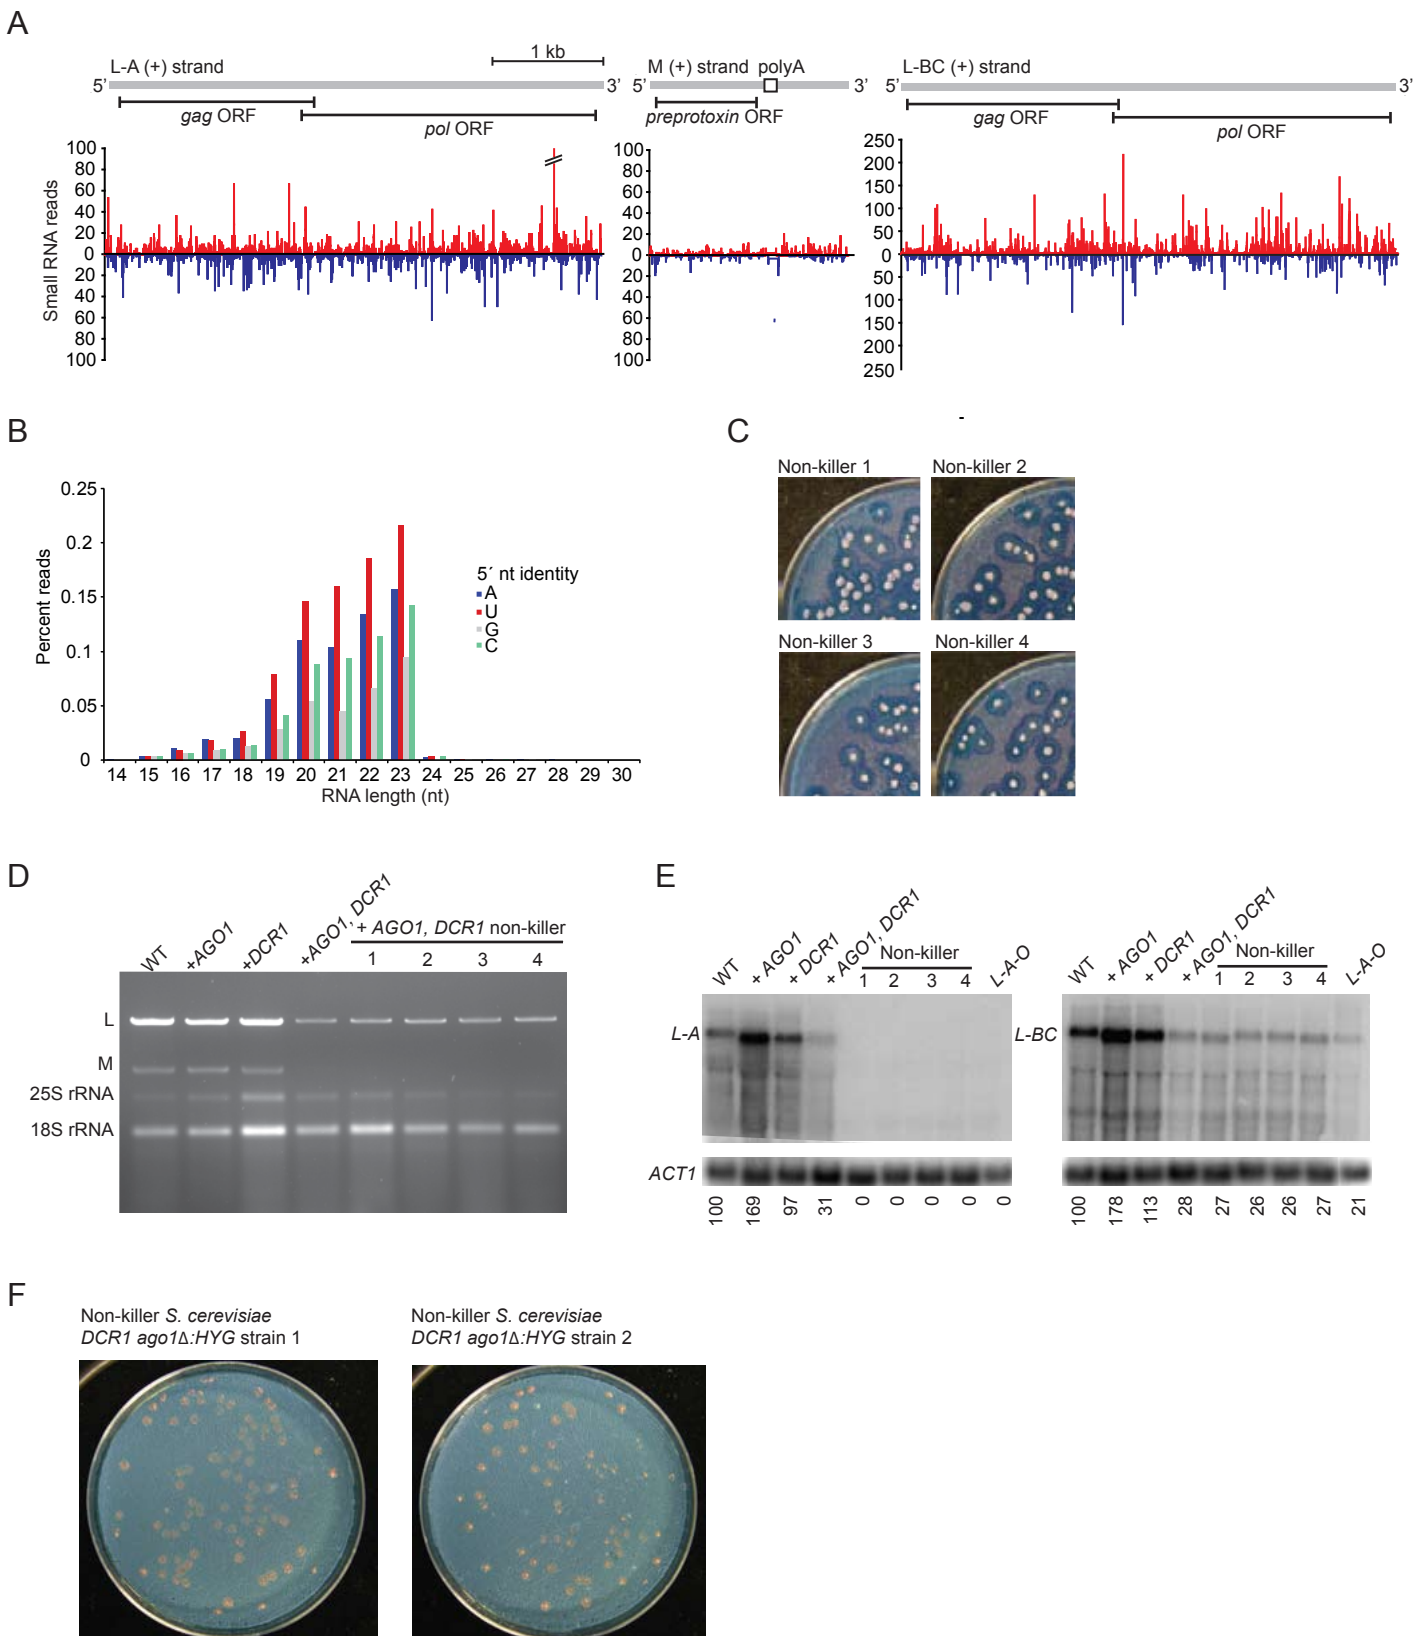 A
1 kb
L-A (+) strand
M (+) strand polyA
L-BC (+) strand
5' 3' 5' 3' 5' 3'
gag ORF
pol ORF
preprotoxin ORF
gag ORF
pol ORF
Small RNA reads
100
80
60
40
20
0
20
40
60
80
100
100
80
60
40
20
0
20
40
60
80
100
250
200
150
100
50
0
50
100
150
200
250
B
Percent reads
0.25
0.2
0.15
0.1
0.05
0
14 15 16 17 18 19 20 21 22 23 24 25 26 27 28 29 30
RNA length (nt)
5´ nt identity
A
U
G
C
C
-
Non-killer 1
Non-killer 2
Non-killer 3
Non-killer 4
D
WT +AGO1 +DCR1 +AGO1, DCR1
+ AGO1, DCR1 non-killer
1 2 3 4
L
M
25S rRNA
18S rRNA
E
WT + AGO1 + DCR1 + AGO1, DCR1 Non-killer L-A-O
1 2 3 4
L-A
ACT1
100 169 97 31 0 0 0 0 0
WT + AGO1 + DCR1 + AGO1, DCR1 Non-killer L-A-O
1 2 3 4
L-BC
100 178 113 28 27 26 26 27 21
F
Non-killer S. cerevisiae
DCR1 ago1Δ:HYG strain 1
Non-killer S. cerevisiae
DCR1 ago1Δ:HYG strain 2